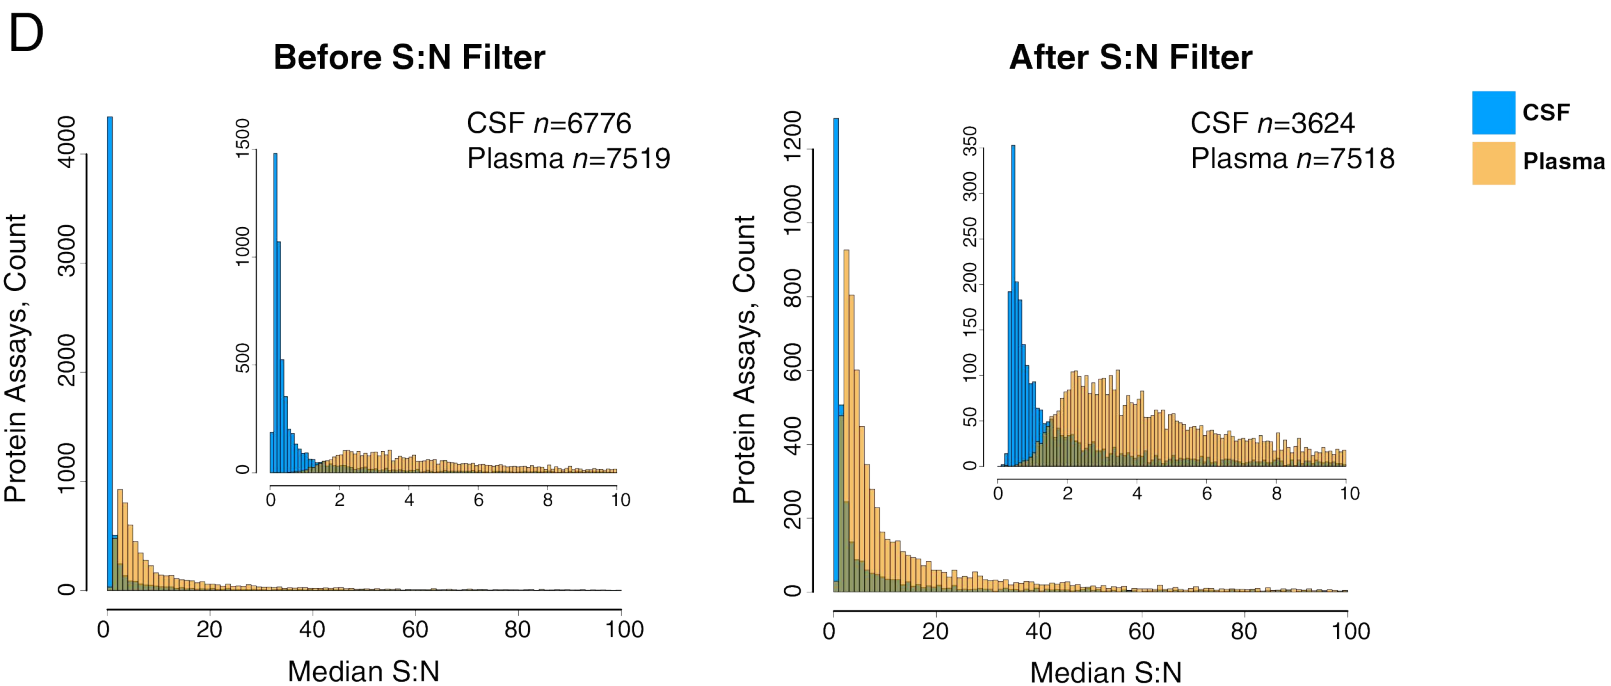 D
Before S:N Filter
After S:N Filter
CSF
Plasma
CSF n=6776
Plasma n=7519
CSF n=3624
Plasma n=7518
Protein Assays, Count
0
1000
2000
3000
4000
0
500
1000
1500
0 2 4 6 8 10
0 20 40 60 80 100
Median S:N
Protein Assays, Count
0
200
400
600
800
1000
1200
0
50
100
150
200
250
300
350
0 2 4 6 8 10
0 20 40 60 80 100
Median S:N